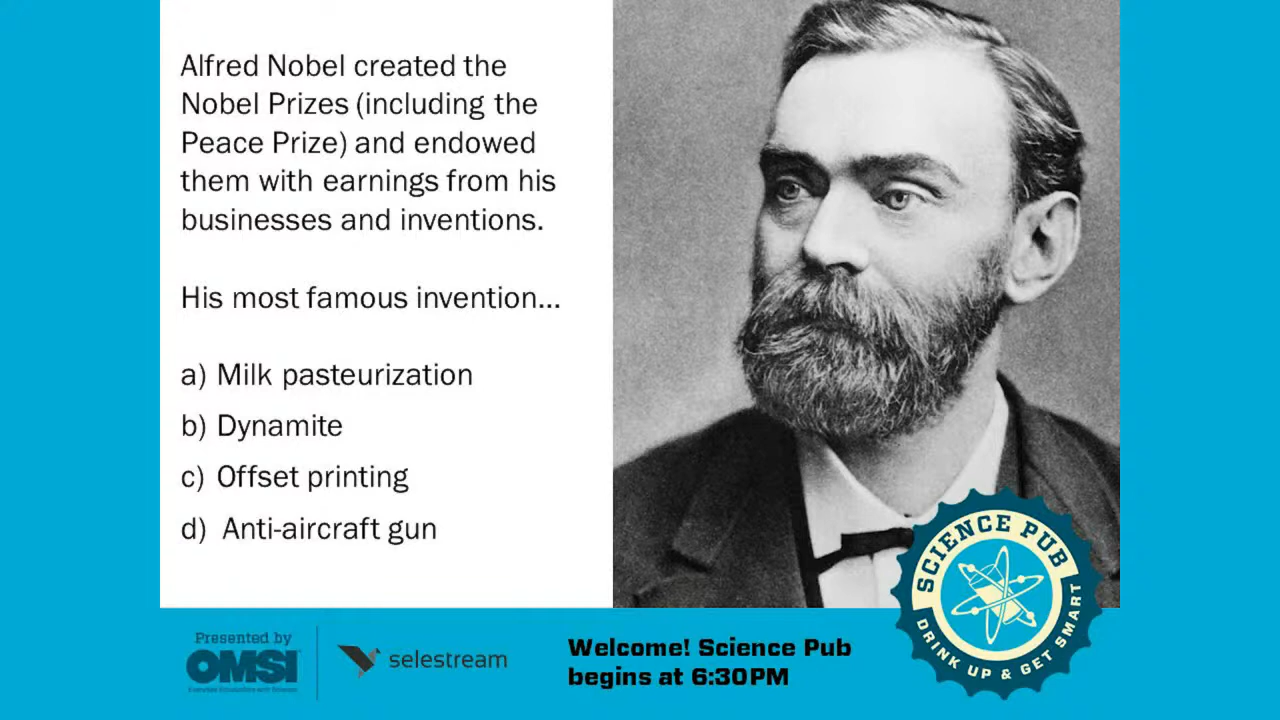 Alfred Nobel created the
Nobel Prizes (including the
Peace Prize) and endowed
them with earnings from his
businesses and inventions.
His most famous invention...
a) Milk pasteurization
b) Dynamite
c) Offset printing
d) Anti-aircraft gun
SCIENCE PUB
DRINK UP & GET SMART
Presented by
OMSI
selestream
Welcome! Science Pub
begins at 6:30PM